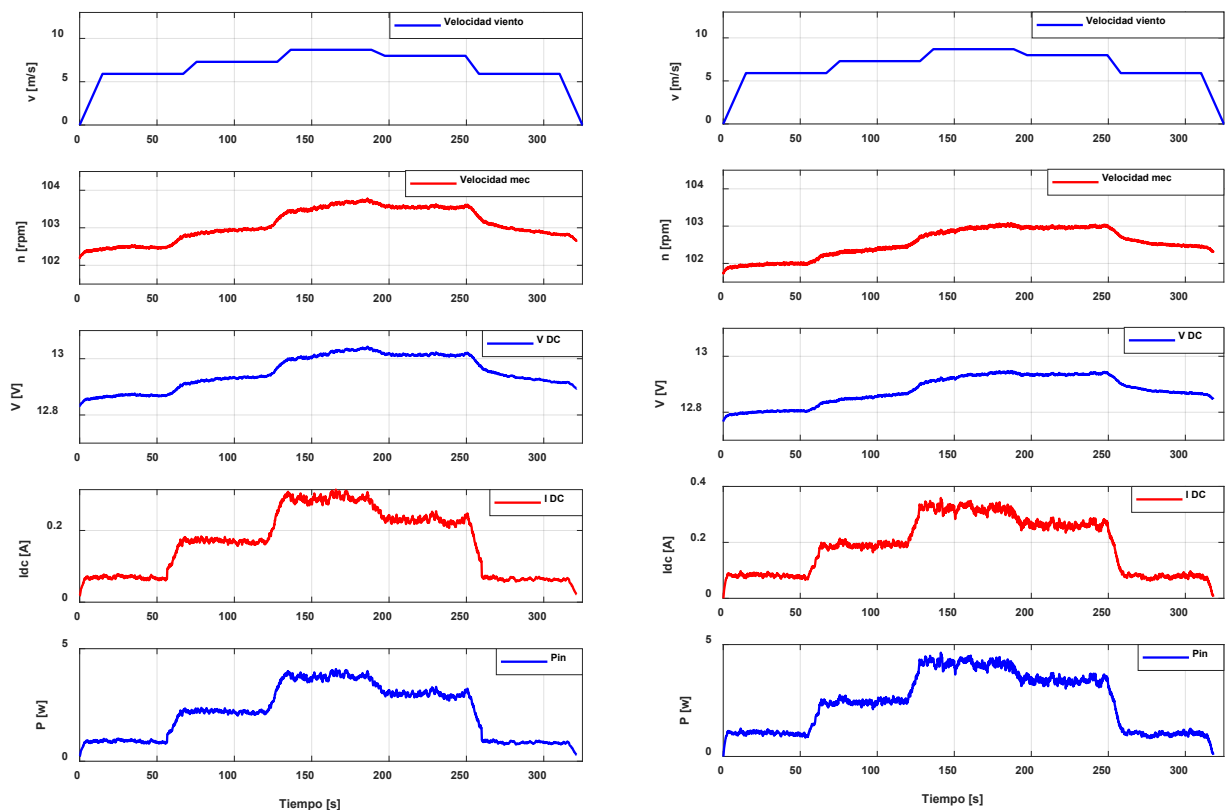 Velocidad viento
10
5
0
v [m/s]
0 50 100 150 200 250 300
Velocidad mec
104
103
102
n [rpm]
0 50 100 150 200 250 300
V DC
13
12.8
V [V]
0 50 100 150 200 250 300
I DC
0.2
0
Idc [A]
0 50 100 150 200 250 300
Pin
5
0
P [w]
0 50 100 150 200 250 300
Tiempo [s]
Velocidad viento
10
5
0
v [m/s]
0 50 100 150 200 250 300
Velocidad mec
104
103
102
n [rpm]
0 50 100 150 200 250 300
V DC
13
12.8
V [V]
0 50 100 150 200 250 300
I DC
0.4
0.2
0
Idc [A]
0 50 100 150 200 250 300
Pin
5
0
P [w]
0 50 100 150 200 250 300
Tiempo [s]